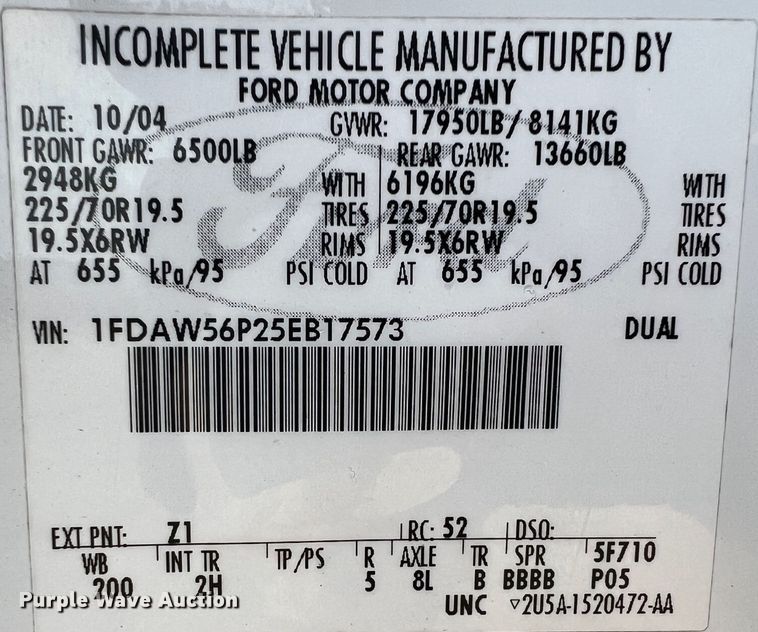 INCOMPLETE VEHICLE MANUFACTURED BY
FORD MOTOR COMPANY
DATE: 10/04 GVWR: 17950LB/8141KG
FRONT GAWR: 6500LB REAR GAWR: 13660LB
2948KG WITH 6196KG WITH
225/70R19.5 TIRES 225/70R19.5 TIRES
19.5X6RW RIMS 19.5X6RW RIMS
AT 655 kPa/95 PSI COLD AT 655 kPa/95 PSI COLD
VIN: 1FDAW56P25EB17573 DUAL
EXT PNT: Z1 RC: 52 DSO:
WB INT TR TP/PS R AXLE TR SPR 5F710
200 2H 5 8L B BBBB P05
Purple Wave Auction UNC ▽2U5A-1520472-AA